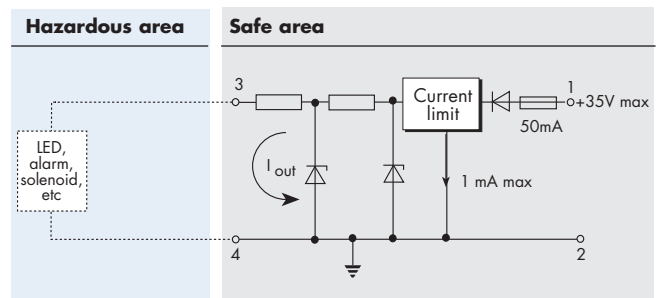 Hazardous area
Safe area
3
Current
limit
1
+35V max
50mA
LED,
alarm,
solenoid,
etc
I out
1 mA max
4
2